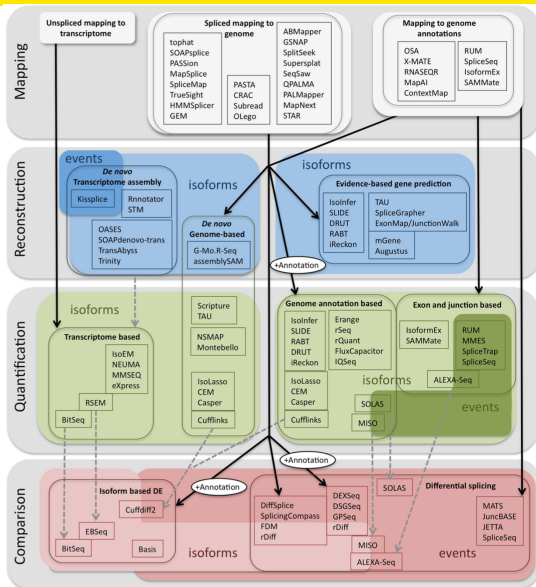 Mapping
Unspliced mapping to
transcriptome
Spliced mapping to
genome
tophat
SOAPsplice
PASSion
MapSplice
SpliceMap
TrueSight
HMMSplicer
GEM
PASTA
CRAC
Subread
OLego
ABMapper
GSNAP
SplitSeek
Supersplat
SeqSaw
QPALMA
PALMapper
MapNext
STAR
Mapping to genome
annotations
OSA
X-MATE
RNASEQR
MapAl
ContextMap
RUM
SpliceSeq
IsoformEx
SAMMate
Reconstruction
events
De novo
Transcriptome assembly
Kissplice
Rnnotator
STM
OASES
SOAPdenovo-trans
TransAbyss
Trinity
isoforms
De novo
Genome-based
G-Mo.R-Seq
assemblySAM
isoforms
Evidence-based gene prediction
IsoInfer
SLIDE
DRUT
RABT
iReckon
TAU
SpliceGrapher
ExonMap/JunctionWalk
mGene
Augustus
+Annotation
Quantification
isoforms
Transcriptome based
IsoEM
NEUMA
MMSEQ
eXpress
RSEM
BitSeq
Scripture
TAU
NSMAP
Montebello
IsoLasso
CEM
Casper
Cufflinks
Genome annotation based
IsoInfer
SLIDE
RABT
DRUT
iReckon
Erange
rSeq
rQuant
FluxCapacitor
IQSeq
IsoLasso
CEM
Casper
Cufflinks
isoforms
SOLAS
MISO
Exon and junction based
IsoformEx
SAMMate
RUM
MMES
SpliceTrap
SpliceSeq
ALEXA-Seq
events
Comparison
+Annotation
+Annotation
Isoform based DE
Cuffdiff2
EBSeq
BitSeq
Basis
isoforms
DiffSplice
SplicingCompass
FDM
rDiff
DEXSeq
DSGSeq
GPSeq
rDiff
MISO
ALEXA-Seq
SOLAS
Differential splicing
MATS
JuncBASE
JETTA
SpliceSeq
events